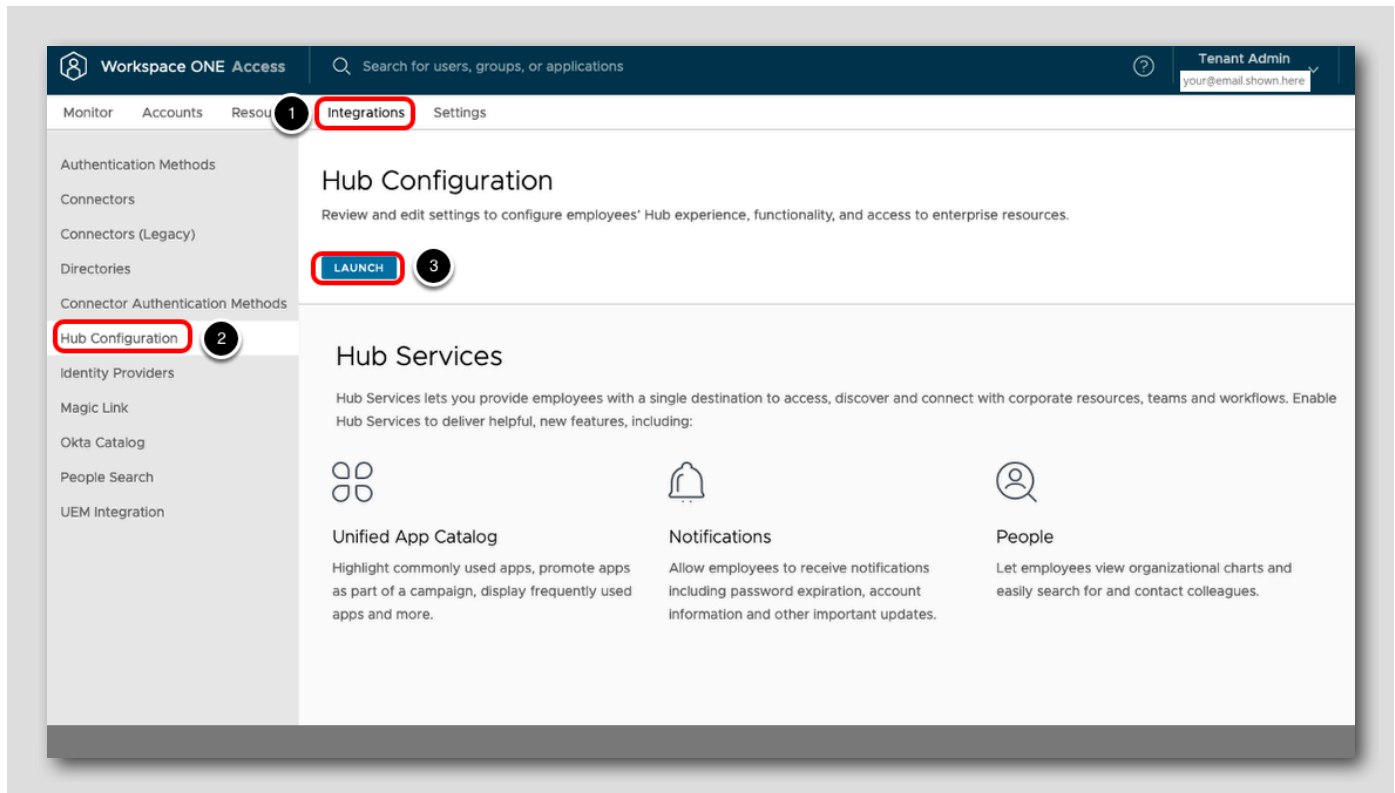 Workspace ONE Access
Search for users, groups, or applications
Tenant Admin
your@email.shown.here
Monitor Accounts Resou 1 Integrations Settings
Authentication Methods
Connectors
Connectors (Legacy)
Directories
Connector Authentication Methods
Hub Configuration 2
Identity Providers
Magic Link
Okta Catalog
People Search
UEM Integration
Hub Configuration
Review and edit settings to configure employees' Hub experience, functionality, and access to enterprise resources.
LAUNCH 3
Hub Services
Hub Services lets you provide employees with a single destination to access, discover and connect with corporate resources, teams and workflows. Enable
Hub Services to deliver helpful, new features, including:
Unified App Catalog
Highlight commonly used apps, promote apps
as part of a campaign, display frequently used
apps and more.
Notifications
Allow employees to receive notifications
including password expiration, account
information and other important updates.
People
Let employees view organizational charts and
easily search for and contact colleagues.